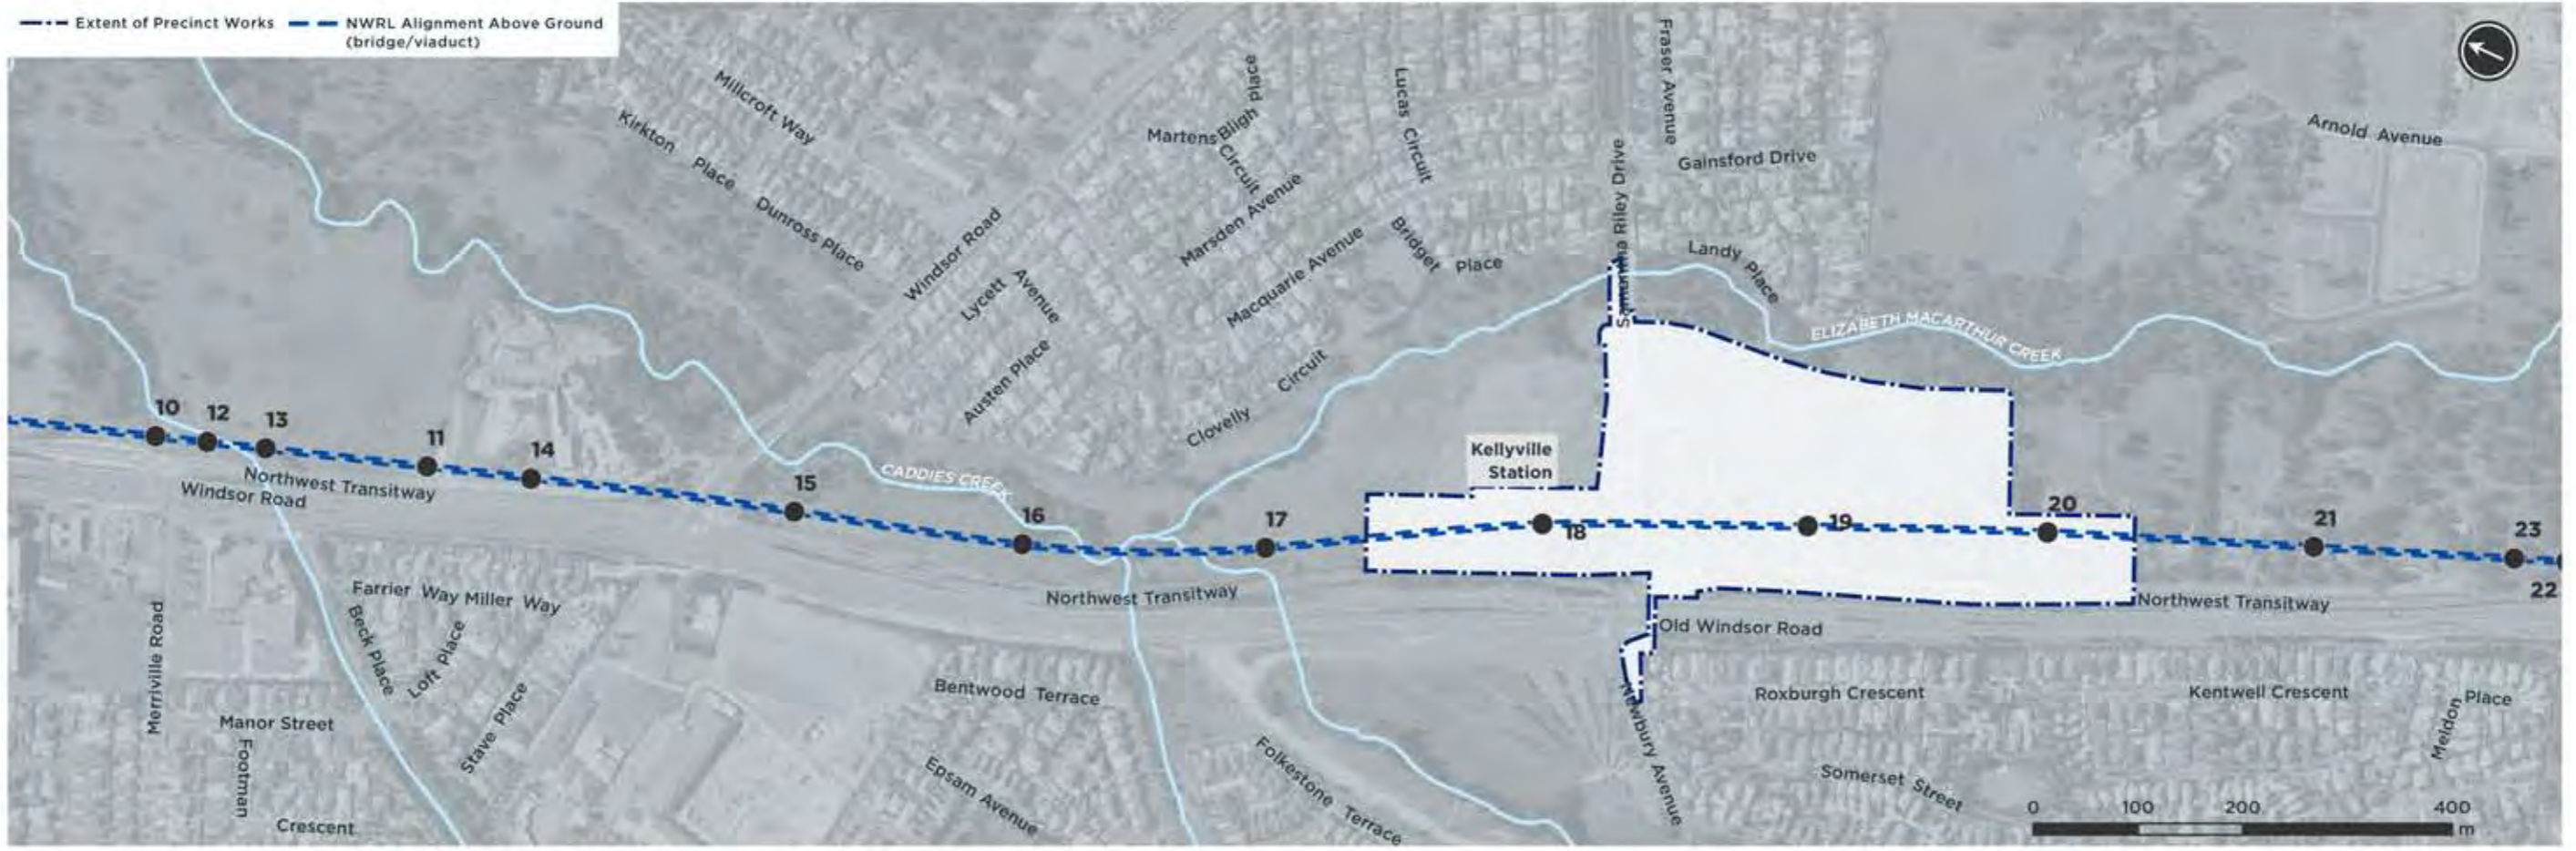 Extent of Precinct Works
NWRL Alignment Above Ground
(bridge/viaduct)
Millcroft Way
Kirkton Place
Dunross Place
Windsor Road
Lycett Avenue
Austen Place
Martens Circuit
Bligh Place
Marsden Avenue
Macquarie Avenue
Lucas Circuit
Bridget Place
Clovelly Circuit
Fraser Avenue
Samantha Riley Drive
Gainsford Drive
Landy Place
Arnold Avenue
ELIZABETH MACARTHUR CREEK
CADDIES CREEK
Kellyville
Station
10
12
13
11
14
15
16
17
18
19
20
21
23
22
Northwest Transitway
Windsor Road
Northwest Transitway
Northwest Transitway
Old Windsor Road
Farrier Way
Miller Way
Beck Place
Loft Place
Stave Place
Merriville Road
Manor Street
Footman
Crescent
Bentwood Terrace
Epsam Avenue
Folkestone Terrace
Newbury Avenue
Roxburgh Crescent
Kentwell Crescent
Meldon Place
Somerset Street
0 100 200 400
m